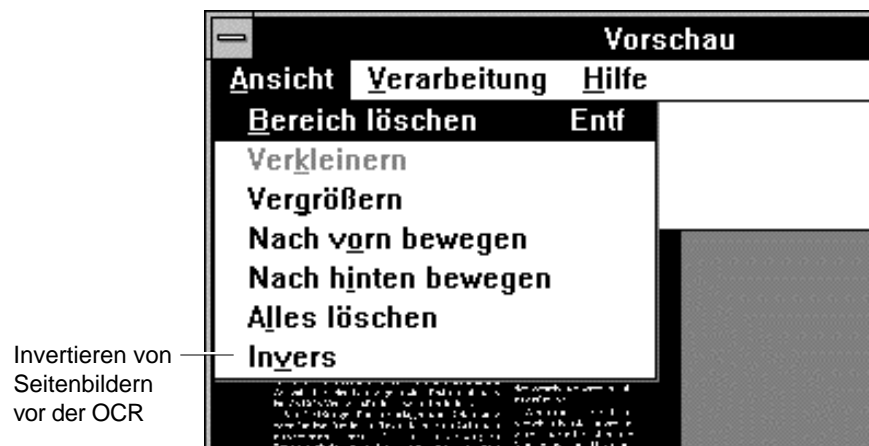 Vorschau
Ansicht Verarbeitung Hilfe
Bereich löschen Entf
Verkleinern
Vergrößern
Nach vorn bewegen
Nach hinten bewegen
Alles löschen
Invers
Invertieren von
Seitenbildern
vor der OCR